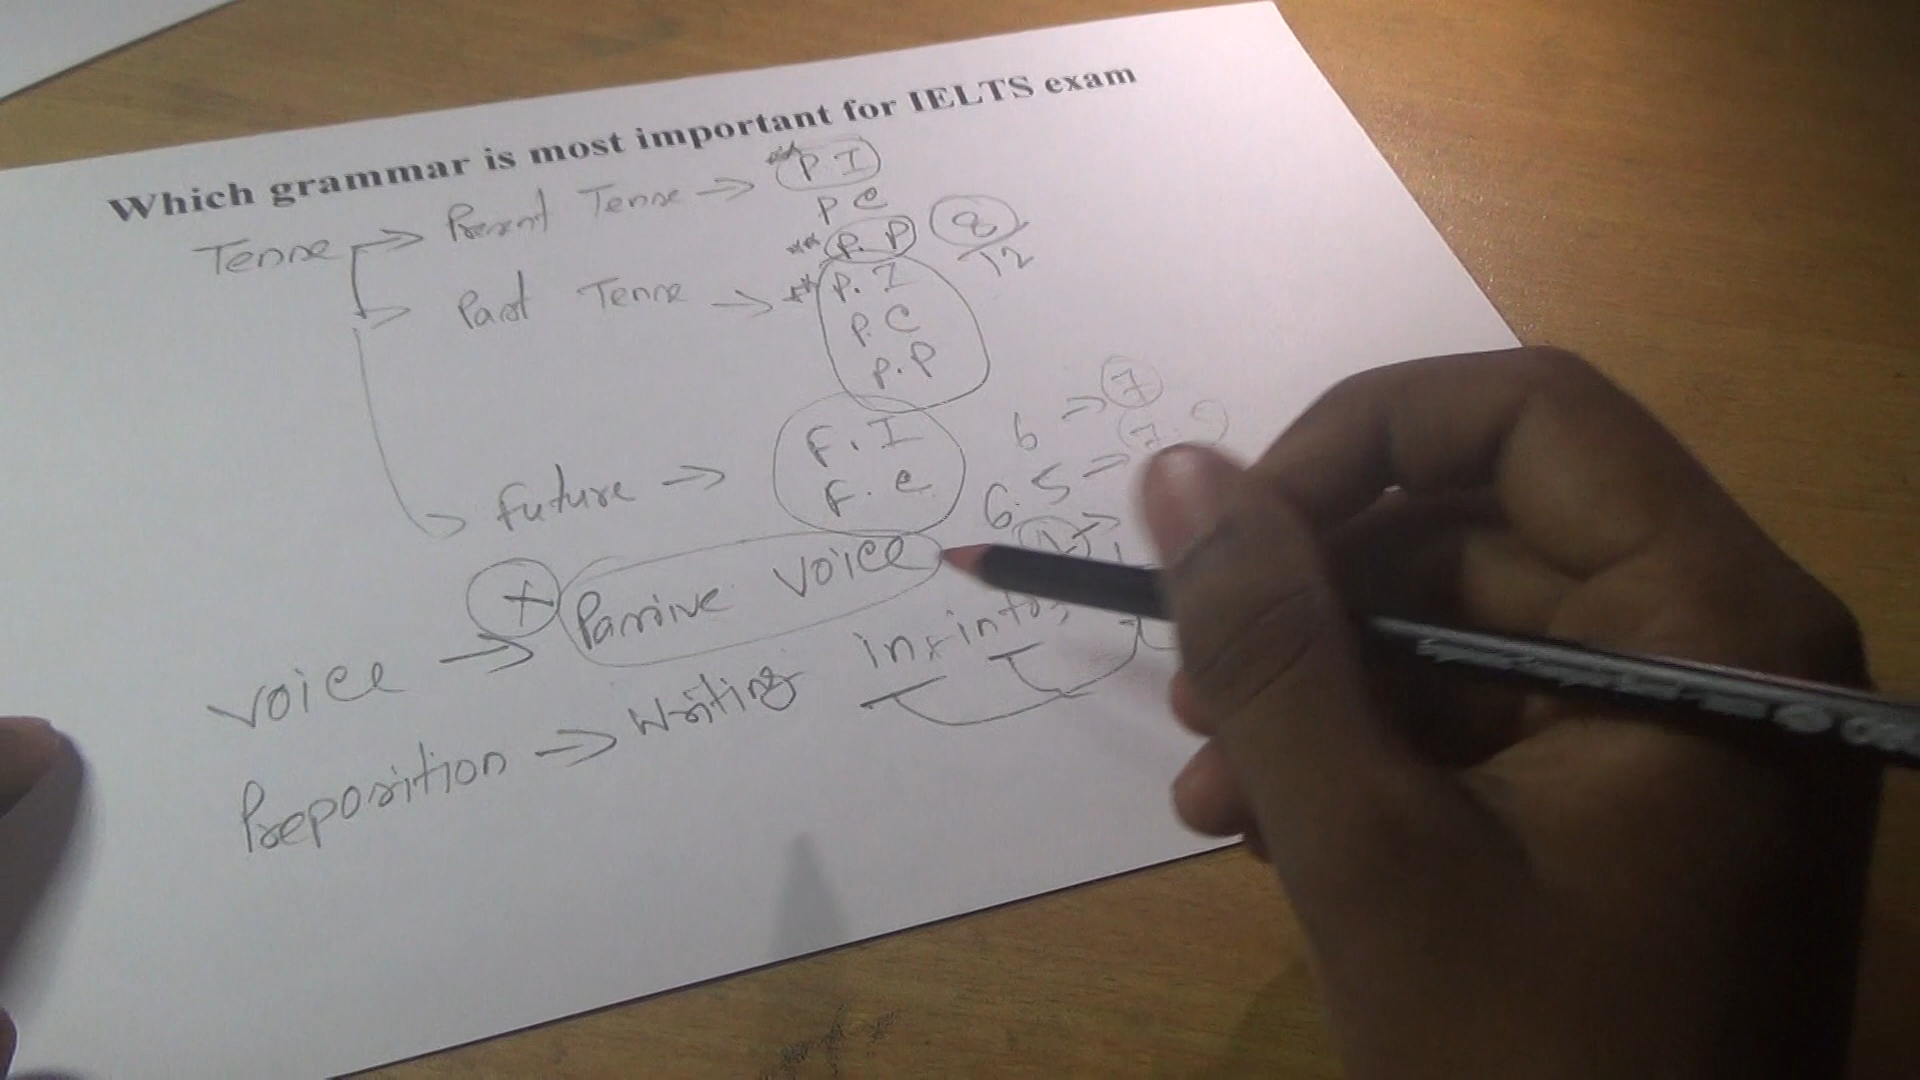 Which grammar is most important for IELTS exam
Tense → Present Tense → P I
P C
P. P 8
12
Past Tense → P. I
P. C
P. P
6 → 7
Future → F. I
F. C
6.5 →
Voice → + Passive Voice
Preposition → Writing in, into,